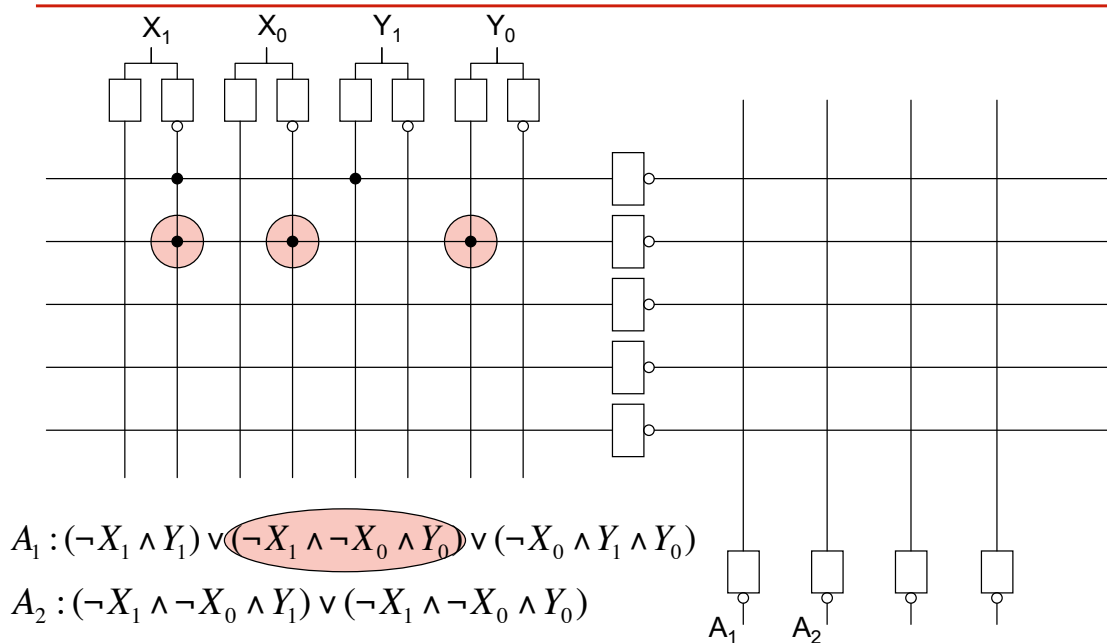 X₁ X₀ Y₁ Y₀
A₁ : (¬X₁ ∧ Y₁) ∨ (¬X₁ ∧ ¬X₀ ∧ Y₀) ∨ (¬X₀ ∧ Y₁ ∧ Y₀)
A₂ : (¬X₁ ∧ ¬X₀ ∧ Y₁) ∨ (¬X₁ ∧ ¬X₀ ∧ Y₀)
A₁ A₂